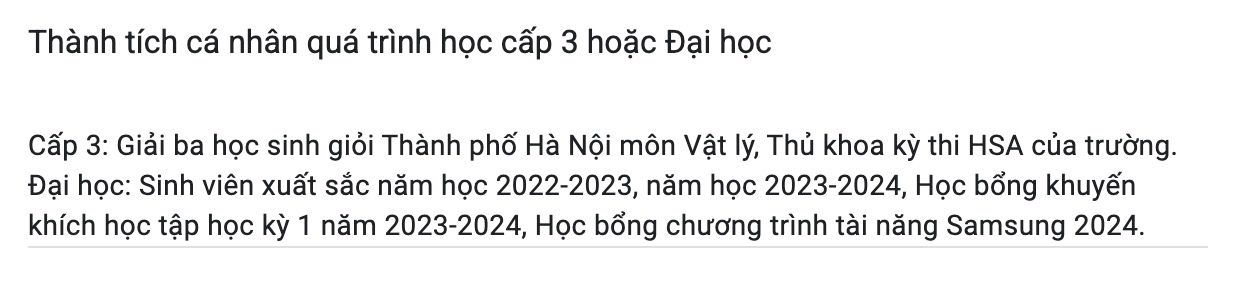 Thành tích cá nhân quá trình học cấp 3 hoặc Đại học
Cấp 3: Giải ba học sinh giỏi Thành phố Hà Nội môn Vật lý, Thủ khoa kỳ thi HSA của trường.
Đại học: Sinh viên xuất sắc năm học 2022-2023, năm học 2023-2024, Học bổng khuyến
khích học tập học kỳ 1 năm 2023-2024, Học bổng chương trình tài năng Samsung 2024.